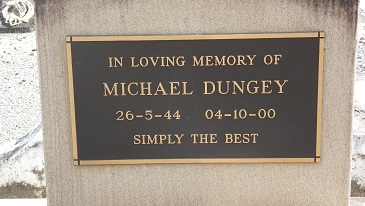 IN LOVING MEMORY OF
MICHAEL DUNGEY
26-5-44 04-10-00
SIMPLY THE BEST